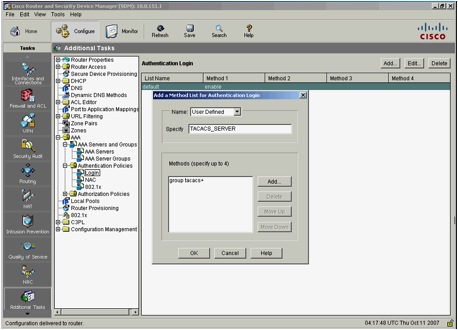 Cisco Router and Security Device Manager (SDM): 10.0.151.1
File Edit View Tools Help
Home
Configure
Monitor
Refresh
Save
Search
Help
CISCO
Tasks
Additional Tasks
Interfaces and Connections
Firewall and ACL
VPN
Security Audit
Routing
NAT
Intrusion Prevention
Quality of Service
NAC
Additional Tasks
Router Properties
Router Access
Secure Device Provisioning
DHCP
DNS
Dynamic DNS Methods
ACL Editor
Port to Application Mappings
URL Filtering
Zone Pairs
Zones
AAA
AAA Servers and Groups
AAA Servers
AAA Server Groups
Authentication Policies
Login
NAC
802.1x
Authorization Policies
Local Pools
Router Provisioning
802.1x
C3PL
Configuration Management
Authentication Login
Add... Edit... Delete
List Name Method 1 Method 2 Method 3 Method 4
default enable
Add a Method List for Authentication Login
Name: User Defined
Specify TACACS_SERVER
Methods (specify up to 4)
group tacacs+
Add...
Delete
Move Up
Move Down
OK Cancel Help
Configuration delivered to router.
04:17:48 UTC Thu Oct 11 2007